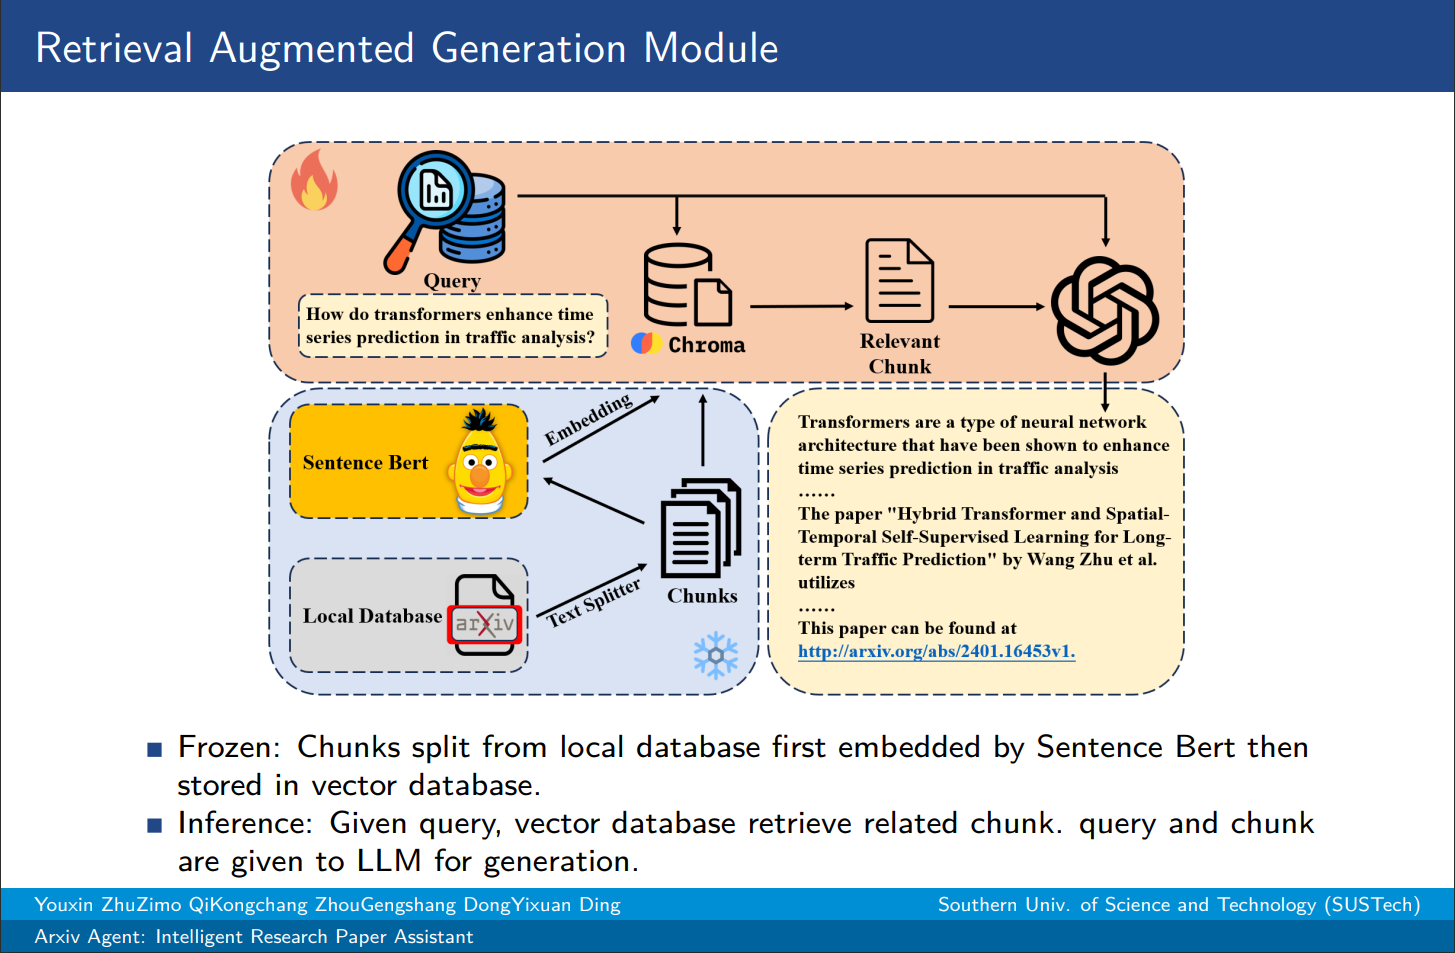 Retrieval Augmented Generation Module
Query
How do transformers enhance time
series prediction in traffic analysis?
Chroma
Relevant
Chunk
Sentence Bert
Embedding
Local Database
arXiv
Text Splitter
Chunks
Transformers are a type of neural network
architecture that have been shown to enhance
time series prediction in traffic analysis
......
The paper "Hybrid Transformer and Spatial-
Temporal Self-Supervised Learning for Long-
term Traffic Prediction" by Wang Zhu et al.
utilizes
......
This paper can be found at
http://arxiv.org/abs/2401.16453v1.
Frozen: Chunks split from local database first embedded by Sentence Bert then
stored in vector database.
Inference: Given query, vector database retrieve related chunk. query and chunk
are given to LLM for generation.
Youxin ZhuZimo QiKongchang ZhouGengshang DongYixuan Ding
Southern Univ. of Science and Technology (SUSTech)
Arxiv Agent: Intelligent Research Paper Assistant